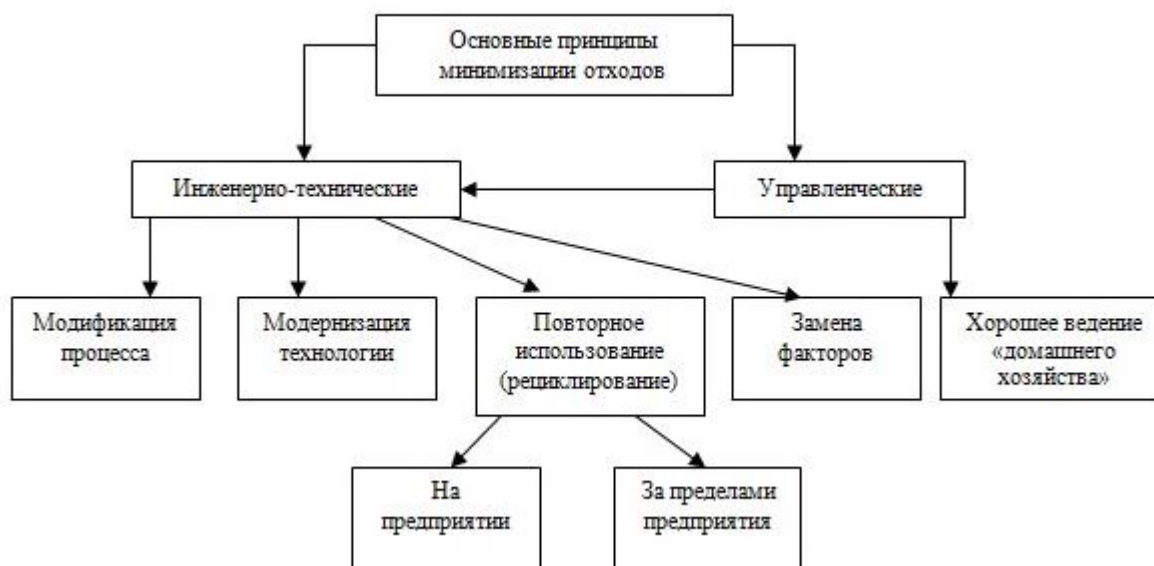 Основные принципы
минимизации отходов
Инженерно-технические
Управленческие
Модификация
процесса
Модернизация
технологии
Повторное
использование
(рециклирование)
Замена
факторов
Хорошее ведение
«домашнего
хозяйства»
На
предприятии
За пределами
предприятия